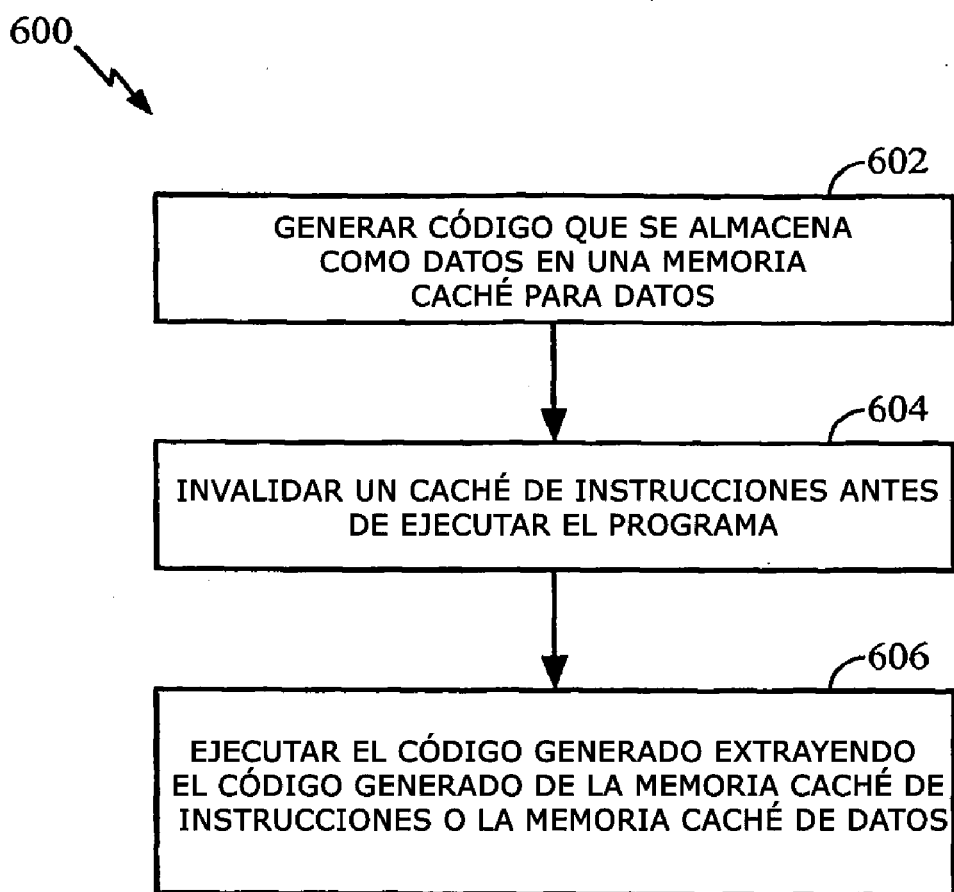 600
602
GENERAR CÓDIGO QUE SE ALMACENA
COMO DATOS EN UNA MEMORIA
CACHÉ PARA DATOS
604
INVALIDAR UN CACHÉ DE INSTRUCCIONES ANTES
DE EJECUTAR EL PROGRAMA
606
EJECUTAR EL CÓDIGO GENERADO EXTRAYENDO
EL CÓDIGO GENERADO DE LA MEMORIA CACHÉ DE
INSTRUCCIONES O LA MEMORIA CACHÉ DE DATOS